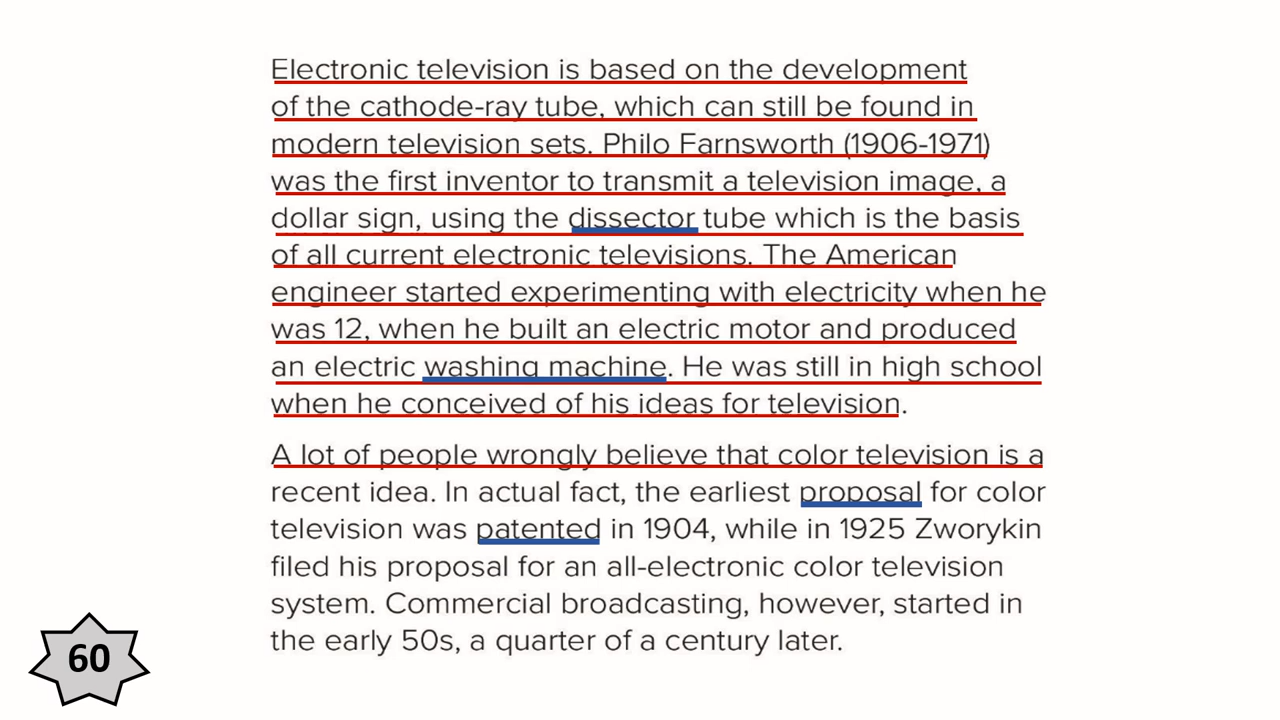 Electronic television is based on the development
of the cathode-ray tube, which can still be found in
modern television sets. Philo Farnsworth (1906-1971)
was the first inventor to transmit a television image, a
dollar sign, using the dissector tube which is the basis
of all current electronic televisions. The American
engineer started experimenting with electricity when he
was 12, when he built an electric motor and produced
an electric washing machine. He was still in high school
when he conceived of his ideas for television.
A lot of people wrongly believe that color television is a
recent idea. In actual fact, the earliest proposal for color
television was patented in 1904, while in 1925 Zworykin
filed his proposal for an all-electronic color television
system. Commercial broadcasting, however, started in
the early 50s, a quarter of a century later.
60